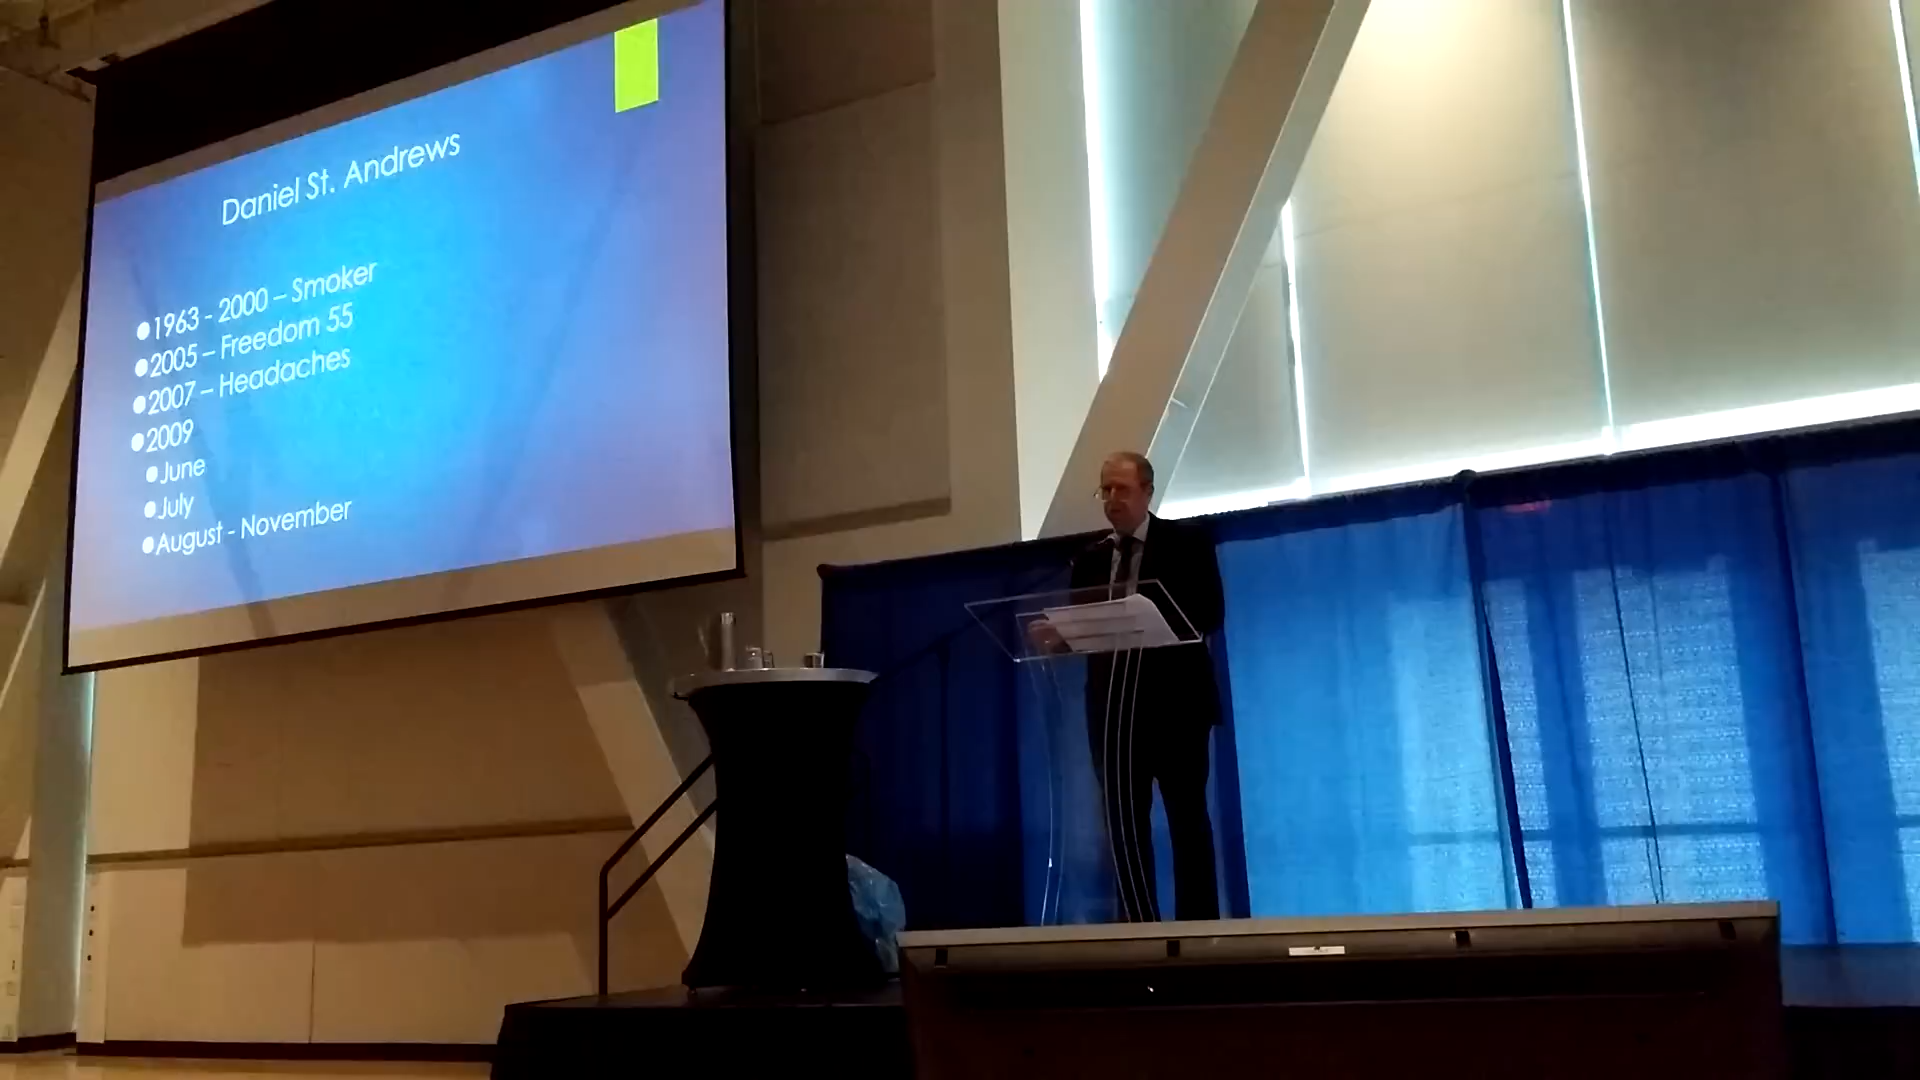 Daniel St. Andrews
1963 - 2000 – Smoker
2005 – Freedom 55
2007 – Headaches
2009
June
July
August - November